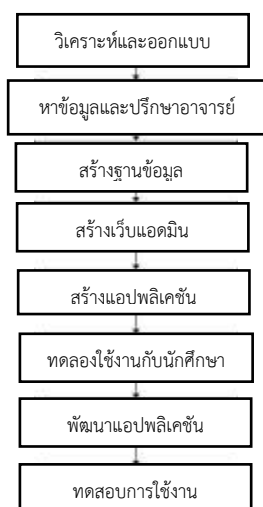 วิเคราะห์และออกแบบ
หาข้อมูลและปรึกษาอาจารย์
สร้างฐานข้อมูล
สร้างเว็บแอดมิน
สร้างแอปพลิเคชัน
ทดลองใช้งานกับนักศึกษา
พัฒนาแอปพลิเคชัน
ทดสอบการใช้งาน